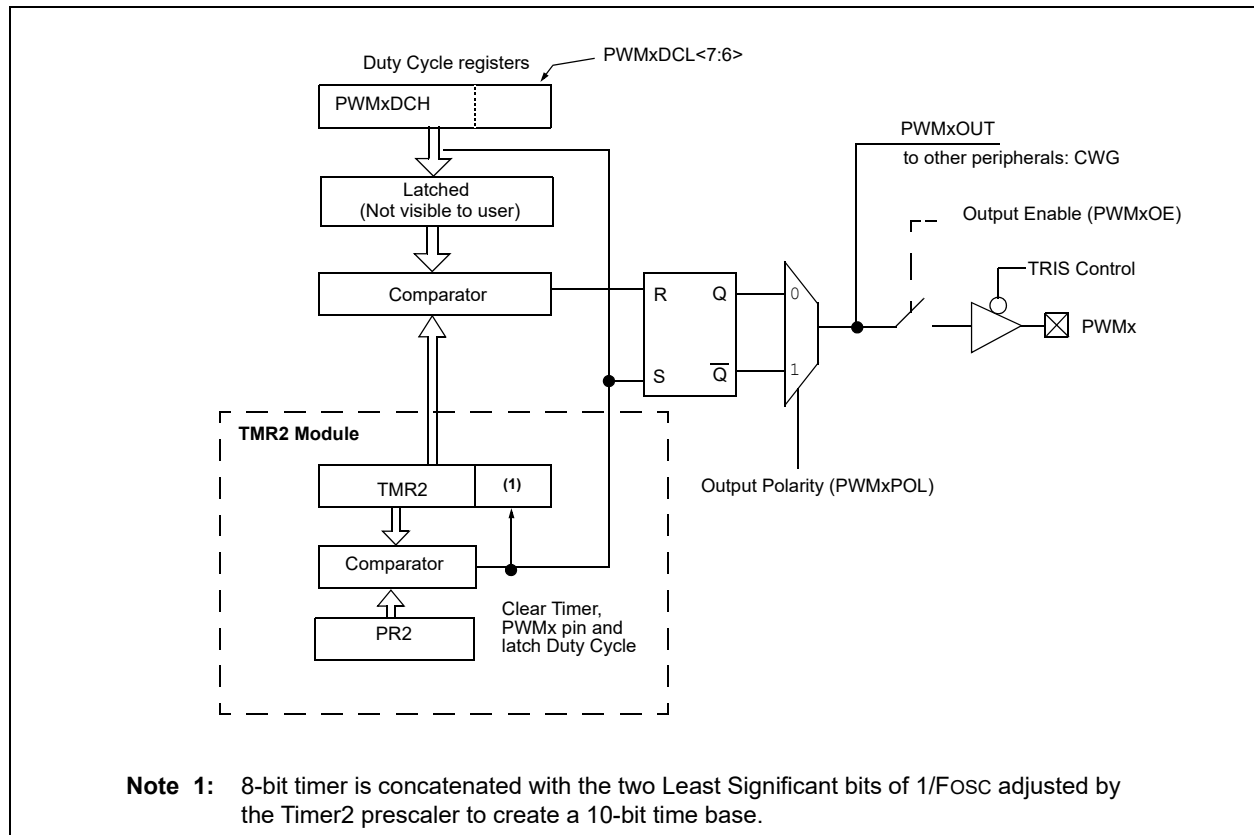 Duty Cycle registers
PWMxDCL<7:6>
PWMxDCH
Latched
(Not visible to user)
Comparator
R
Q
S
Q
0
1
PWMxOUT
to other peripherals: CWG
Output Enable (PWMxOE)
TRIS Control
PWMx
Output Polarity (PWMxPOL)
TMR2 Module
TMR2
(1)
Comparator
PR2
Clear Timer,
PWMx pin and
latch Duty Cycle
Note 1: 8-bit timer is concatenated with the two Least Significant bits of 1/FOSC adjusted by
the Timer2 prescaler to create a 10-bit time base.